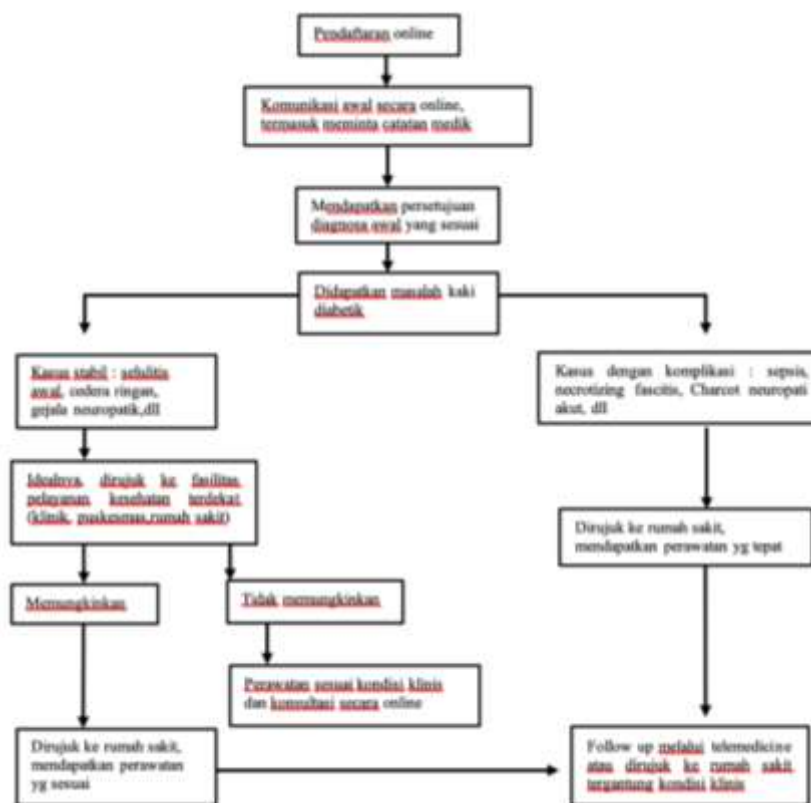 Pendaftaran online
Komunikasi awal secara online,
termasuk meminta catatan medik
Mendapatkan persetujuan
diagnosa awal yang sesuai
Didapatkan masalah kaki
diabetik
Kasus stabil : selulitis
awal, cedera ringan,
gejala neuropatik,dll
Kasus dengan komplikasi : sepsis,
necrotizing fascitis, Charcot neuropati
akut, dll
Idealnya, dirujuk ke fasilitas
pelayanan kesehatan terdekat
(klinik, puskesmas,rumah sakit)
Dirujuk ke rumah sakit,
mendapatkan perawatan yg tepat
Memungkinkan
Tidak memungkinkan
Perawatan sesuai kondisi klinis
dan konsultasi secara online
Dirujuk ke rumah sakit,
mendapatkan perawatan
yg sesuai
Follow up melalui telemedicine
atau dirujuk ke rumah sakit
tergantung kondisi klinis